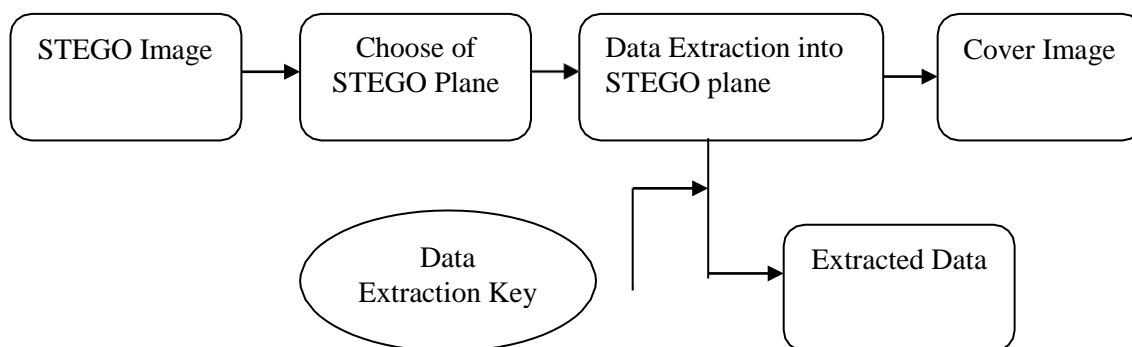 STEGO Image
Choose of
STEGO Plane
Data Extraction into
STEGO plane
Cover Image
Data
Extraction Key
Extracted Data